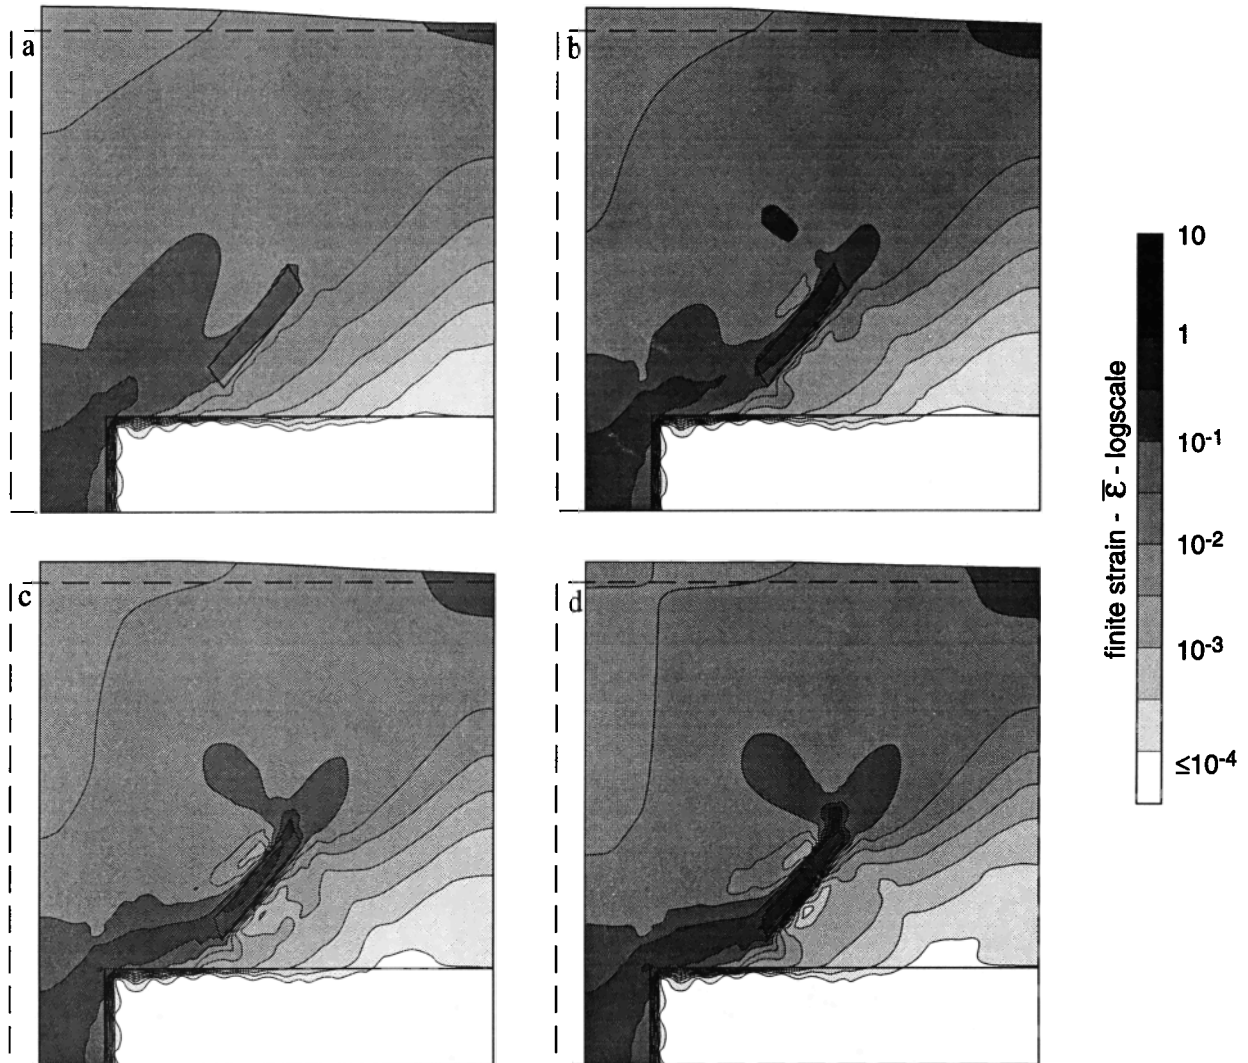 a
b
10
1
10-1
10-2
10-3
≤10-4
finite strain - ε̅ - logscale
c
d